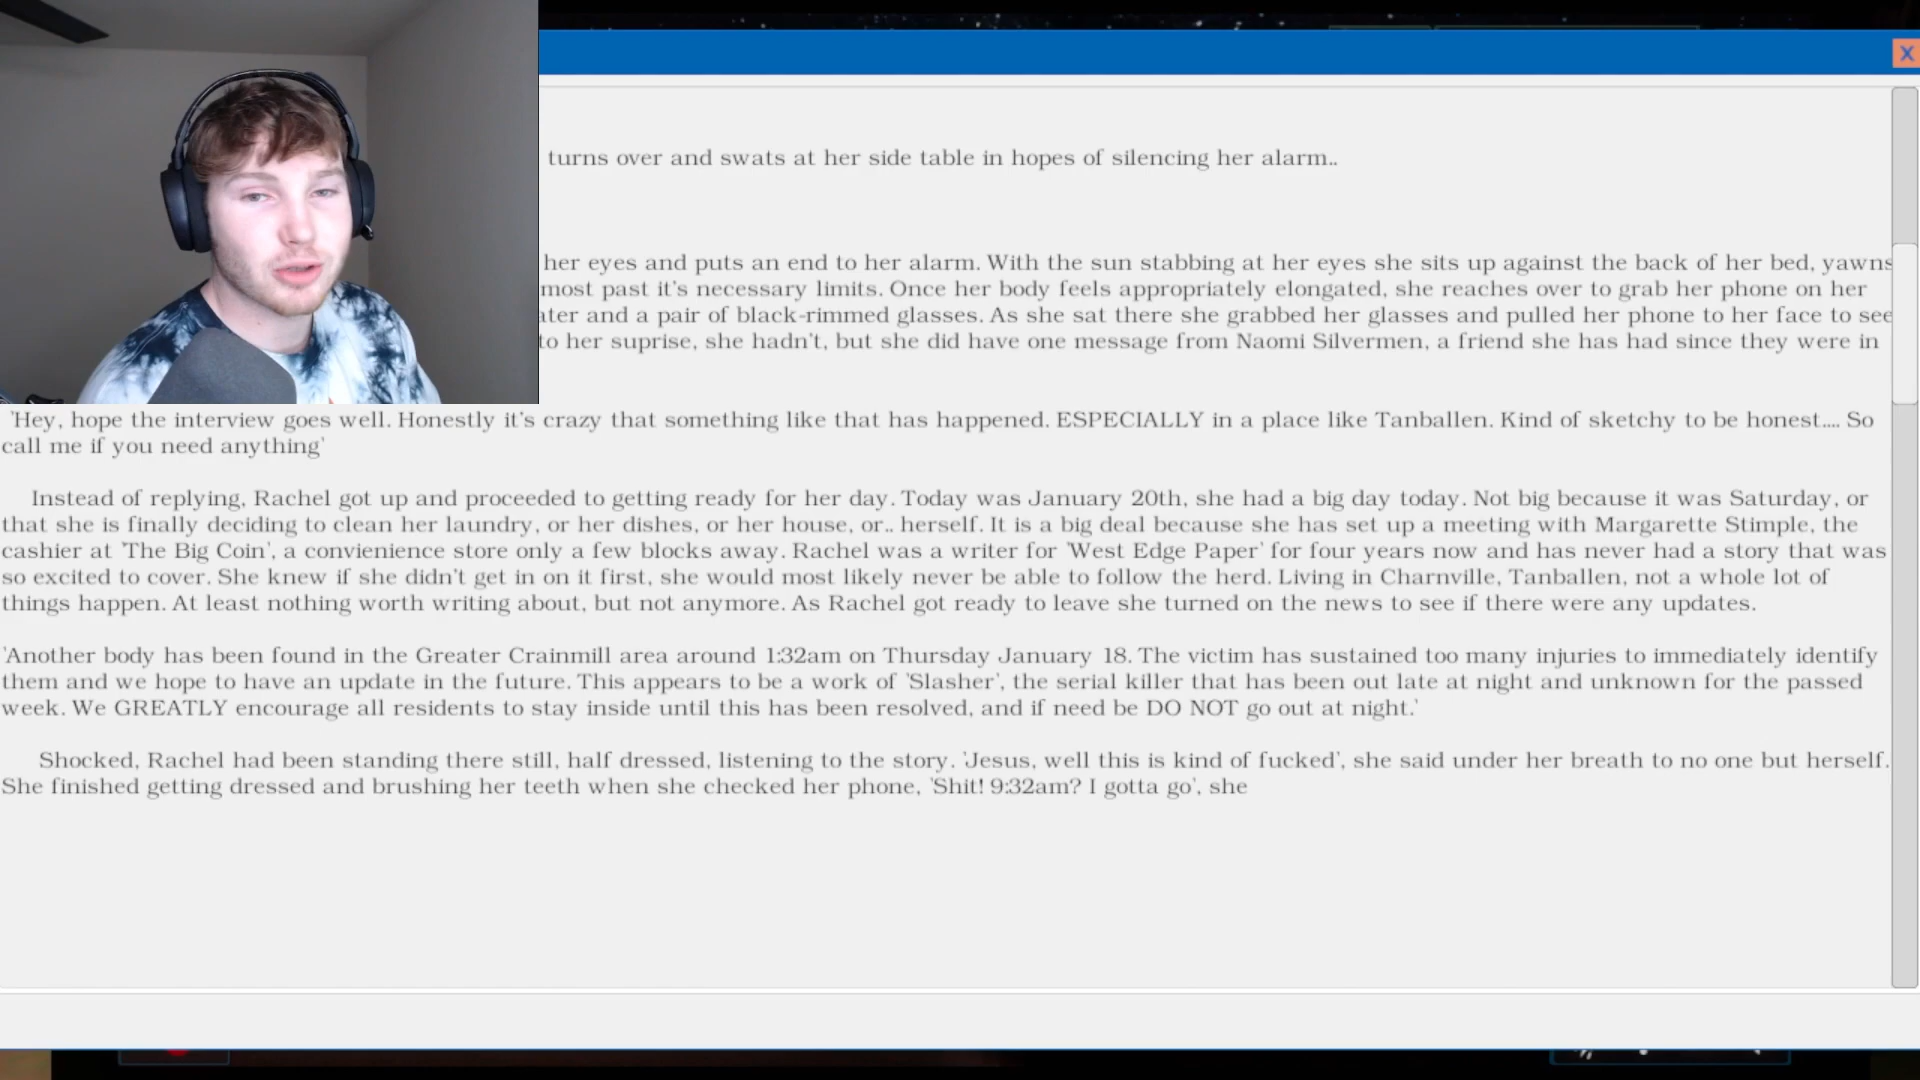 X
turns over and swats at her side table in hopes of silencing her alarm..
her eyes and puts an end to her alarm. With the sun stabbing at her eyes she sits up against the back of her bed, yawns
most past it's necessary limits. Once her body feels appropriately elongated, she reaches over to grab her phone on her
ater and a pair of black-rimmed glasses. As she sat there she grabbed her glasses and pulled her phone to her face to see
to her suprise, she hadn't, but she did have one message from Naomi Silvermen, a friend she has had since they were in
'Hey, hope the interview goes well. Honestly it's crazy that something like that has happened. ESPECIALLY in a place like Tanballen. Kind of sketchy to be honest.... So
call me if you need anything'
Instead of replying, Rachel got up and proceeded to getting ready for her day. Today was January 20th, she had a big day today. Not big because it was Saturday, or
that she is finally deciding to clean her laundry, or her dishes, or her house, or.. herself. It is a big deal because she has set up a meeting with Margarette Stimple, the
cashier at 'The Big Coin', a convienience store only a few blocks away. Rachel was a writer for 'West Edge Paper' for four years now and has never had a story that was
so excited to cover. She knew if she didn't get in on it first, she would most likely never be able to follow the herd. Living in Charnville, Tanballen, not a whole lot of
things happen. At least nothing worth writing about, but not anymore. As Rachel got ready to leave she turned on the news to see if there were any updates.
'Another body has been found in the Greater Crainmill area around 1:32am on Thursday January 18. The victim has sustained too many injuries to immediately identify
them and we hope to have an update in the future. This appears to be a work of 'Slasher', the serial killer that has been out late at night and unknown for the passed
week. We GREATLY encourage all residents to stay inside until this has been resolved, and if need be DO NOT go out at night.'
Shocked, Rachel had been standing there still, half dressed, listening to the story. 'Jesus, well this is kind of fucked', she said under her breath to no one but herself.
She finished getting dressed and brushing her teeth when she checked her phone, 'Shit! 9:32am? I gotta go', she